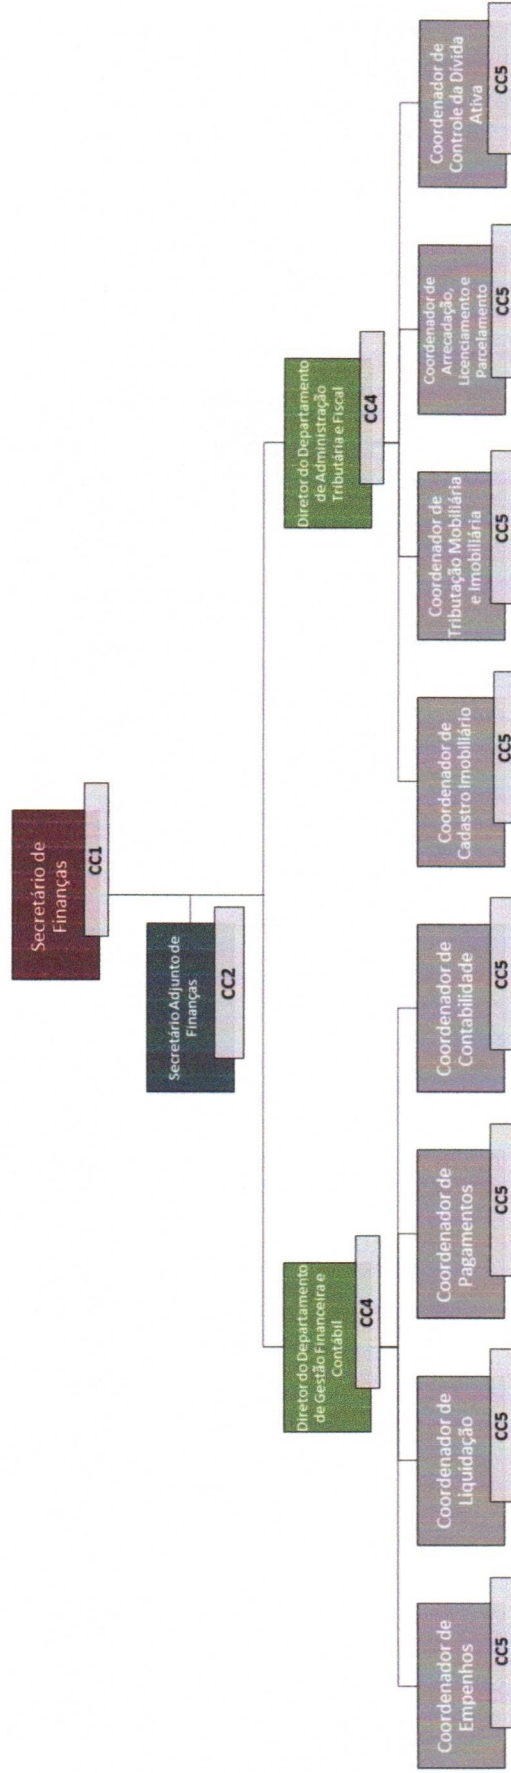 Secretário de
Finanças
CC1
Secretário Adjunto de
Finanças
CC2
Diretor do Departamento
de Gestão Financeira e
Contábil
CC4
Diretor do Departamento
de Administração
Tributária e Fiscal
CC4
Coordenador de
Empenhos
CC5
Coordenador de
Liquidação
CC5
Coordenador de
Pagamentos
CC5
Coordenador de
Contabilidade
CC5
Coordenador de
Cadastro Imobiliário
CC5
Coordenador de
Tributação Mobiliária
e Imobiliária
CC5
Coordenador de
Arrecadação,
Licenciamento e
Parcelamento
CC5
Coordenador de
Controle da Dívida
Ativa
CC5